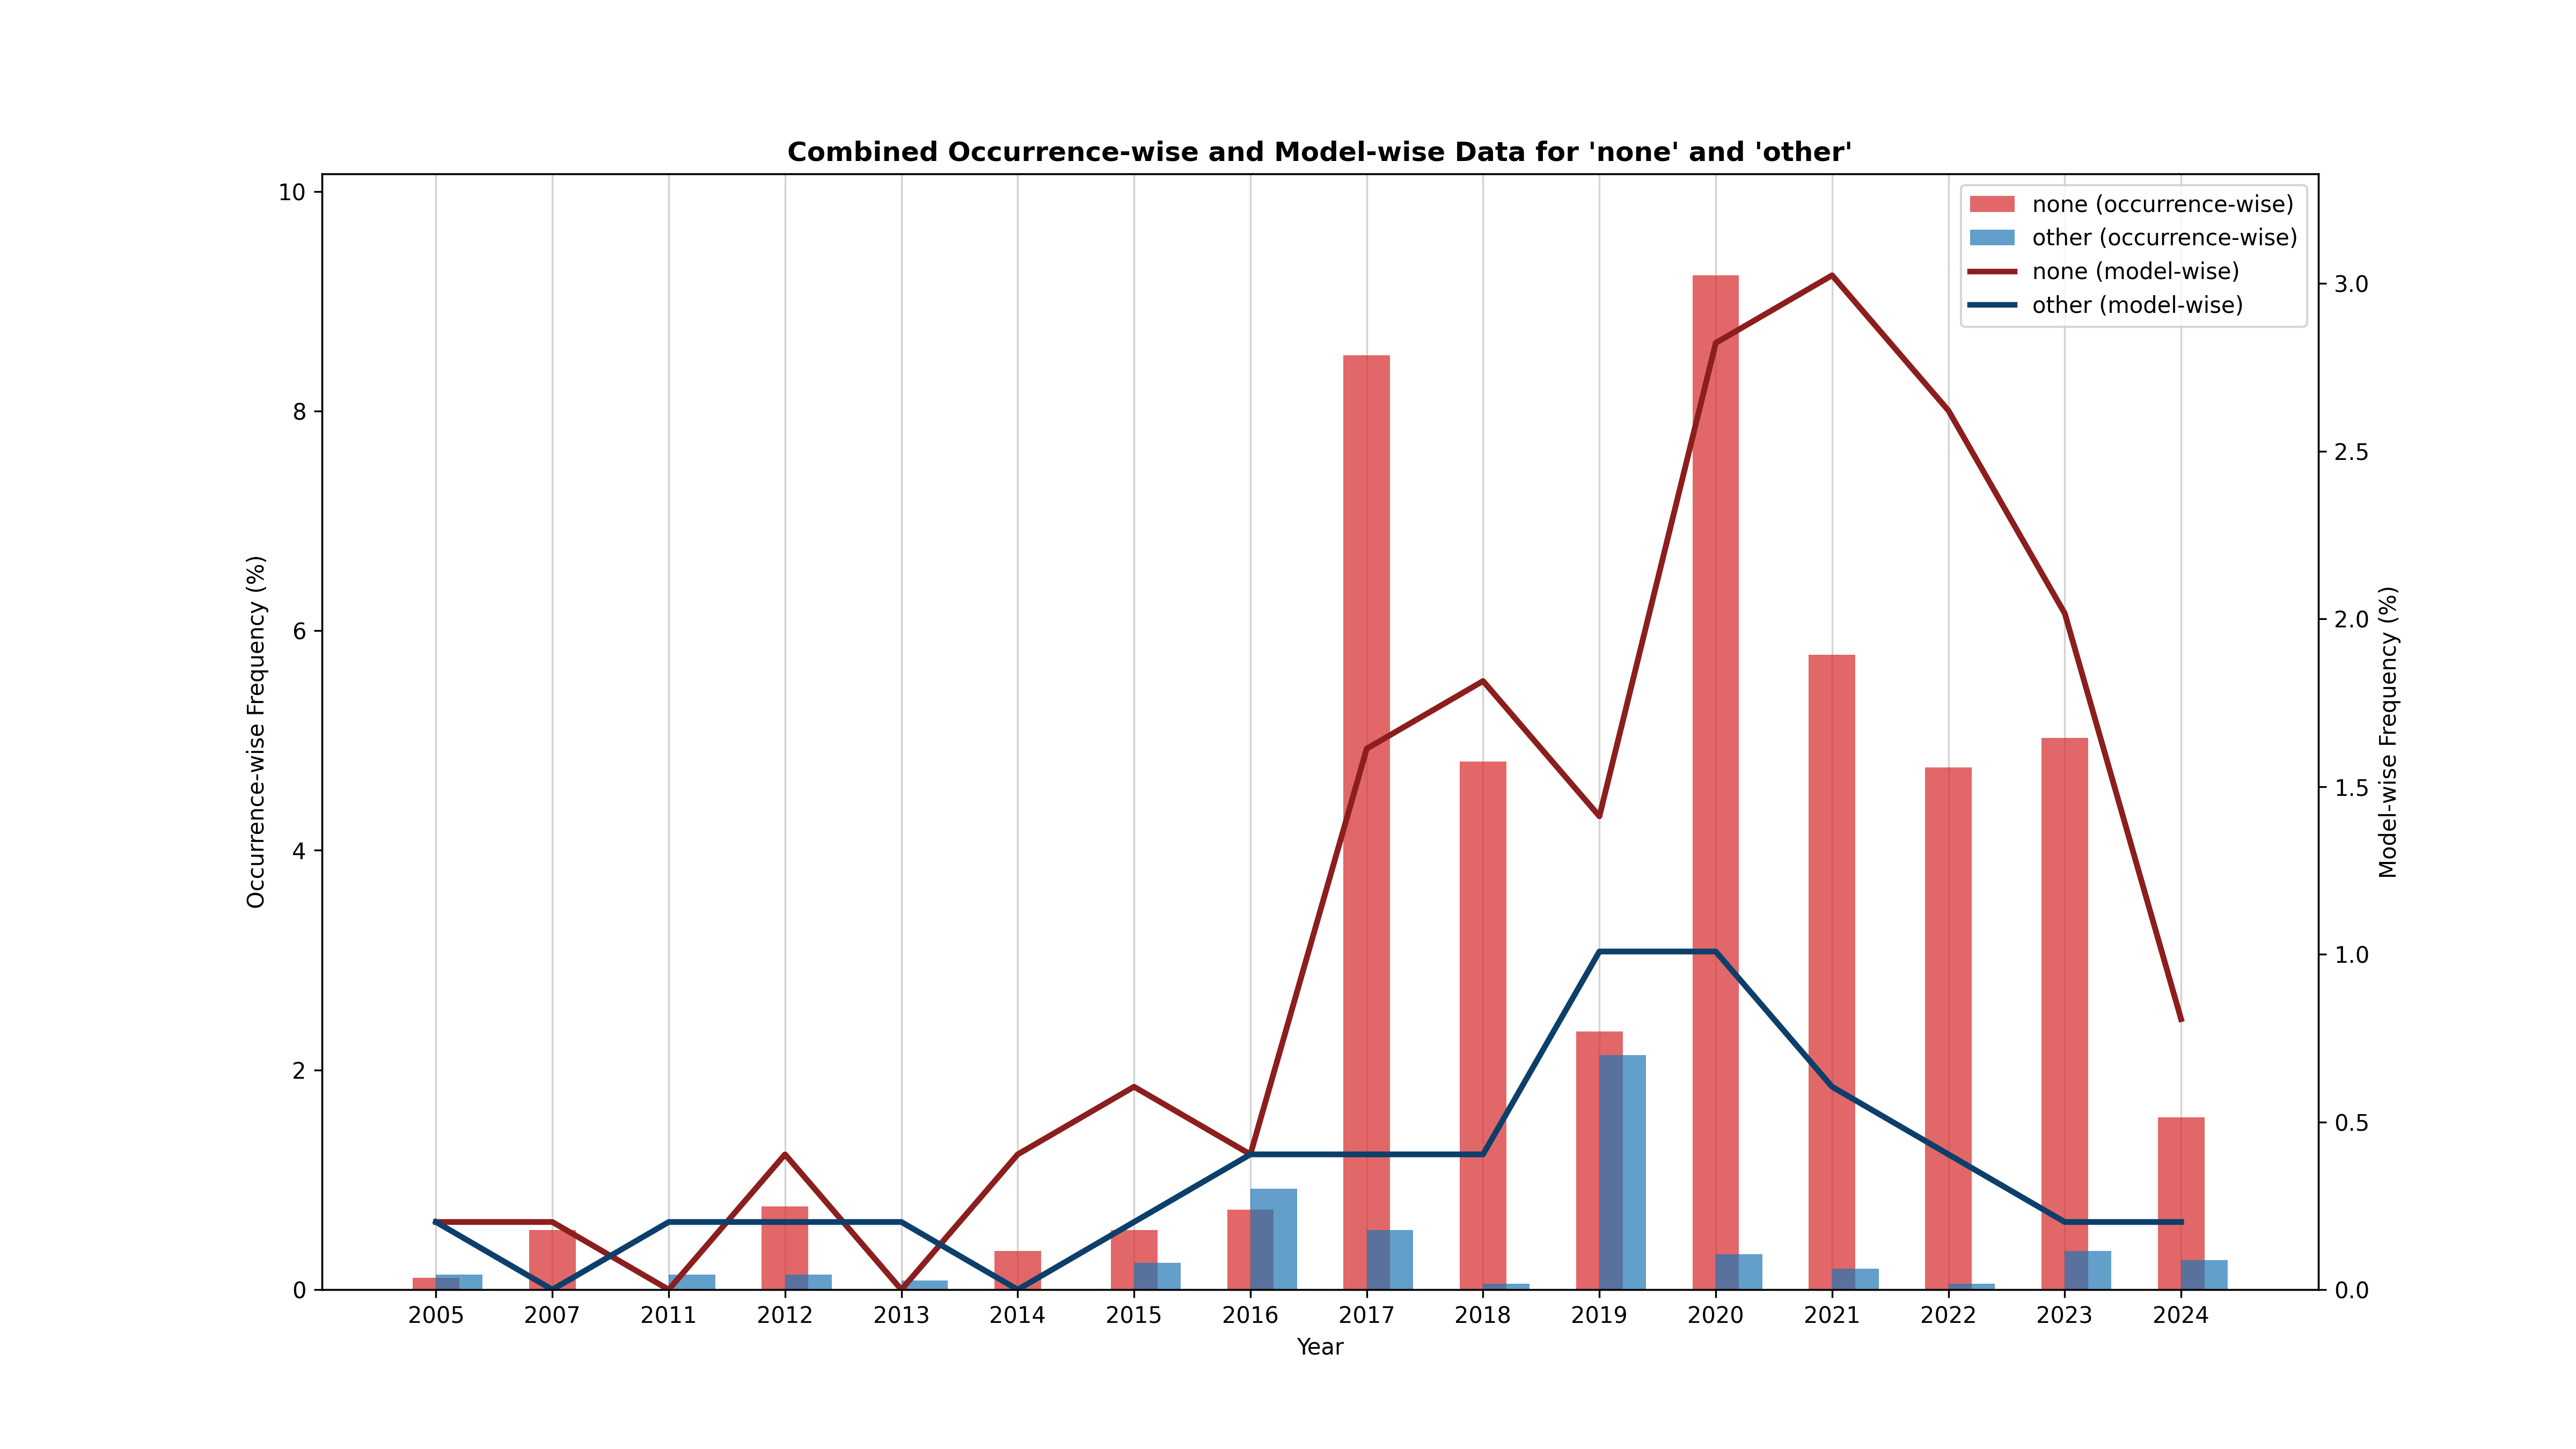 Combined Occurrence-wise and Model-wise Data for 'none' and 'other'
none (occurrence-wise)
other (occurrence-wise)
none (model-wise)
other (model-wise)
Occurrence-wise Frequency (%)
10
8
6
4
2
0
Model-wise Frequency (%)
3.0
2.5
2.0
1.5
1.0
0.5
0.0
2005 2007 2011 2012 2013 2014 2015 2016 2017 2018 2019 2020 2021 2022 2023 2024
Year